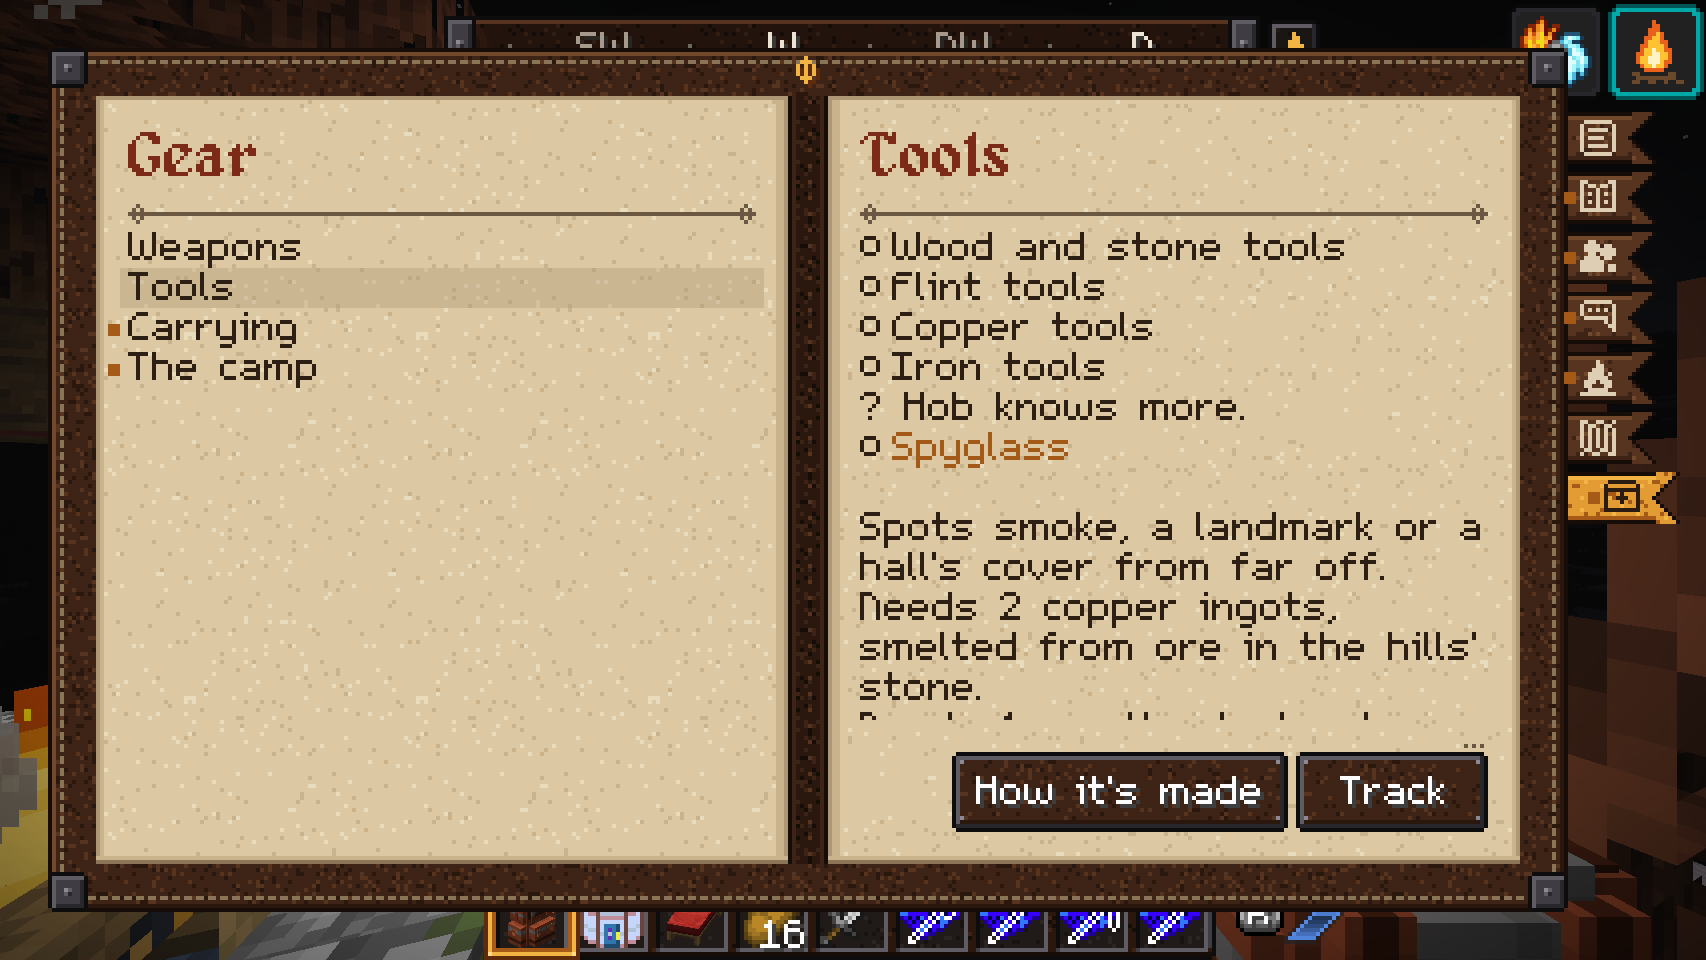 Gear
Weapons
Tools
Carrying
The camp
Tools
Wood and stone tools
Flint tools
Copper tools
Iron tools
? Hob knows more.
Spyglass
Spots smoke, a landmark or a
hall's cover from far off.
Needs 2 copper ingots,
smelted from ore in the hills'
stone.
...
How it's made
Track
16